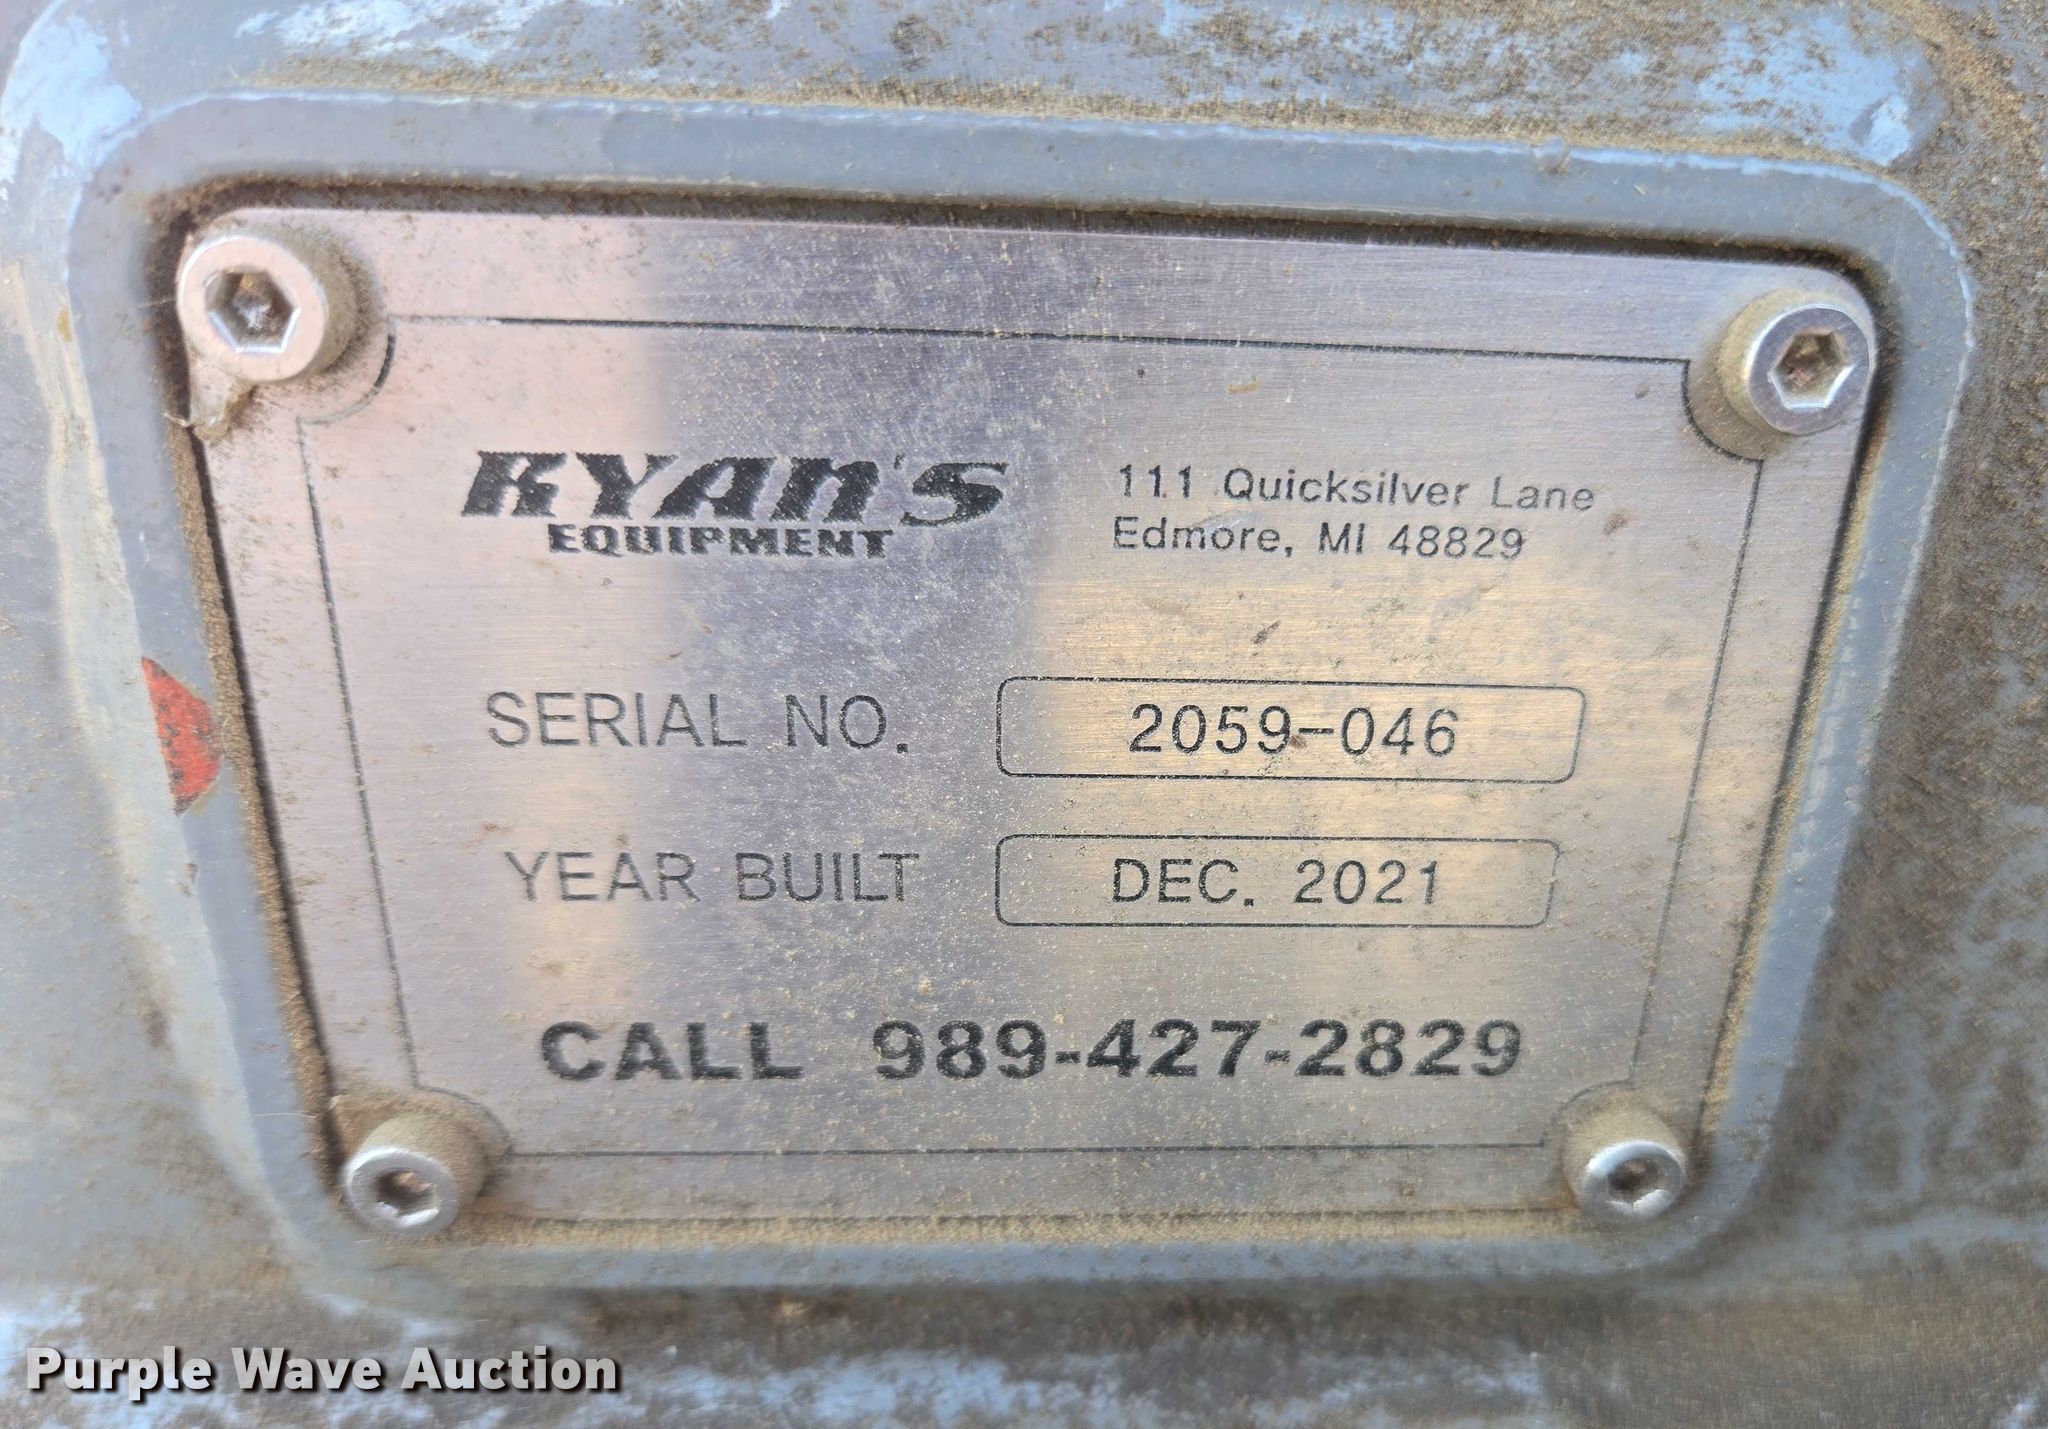 RYAN'S
EQUIPMENT
111 Quicksilver Lane
Edmore, MI 48829
SERIAL NO. 2059-046
YEAR BUILT DEC. 2021
CALL 989-427-2829
Purple Wave Auction